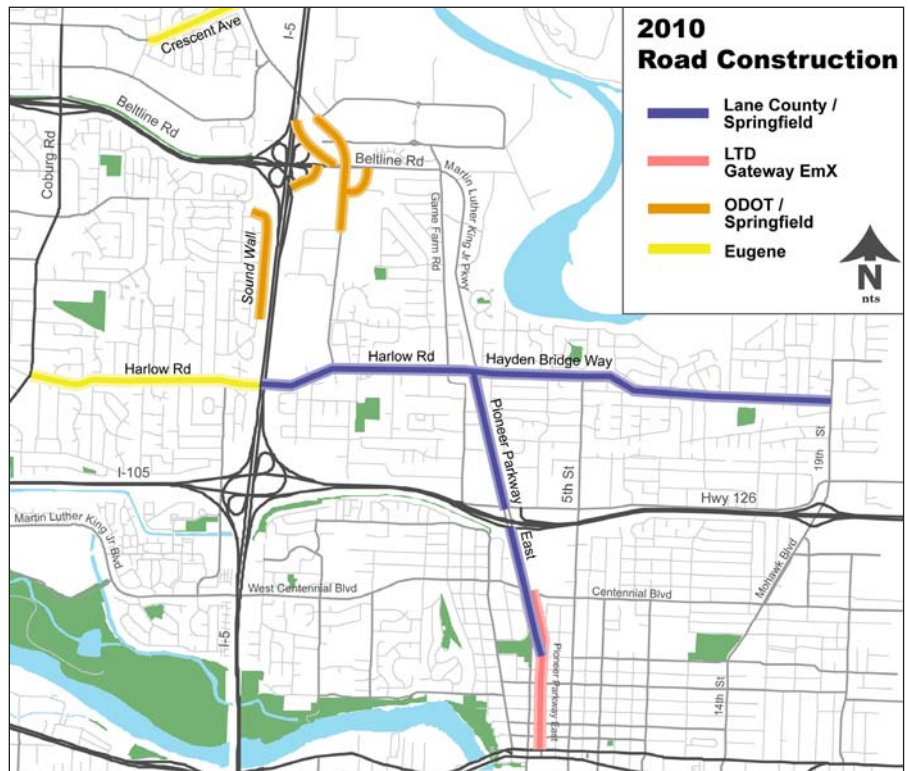 2010
Road Construction
Lane County /
Springfield
LTD
Gateway EmX
ODOT /
Springfield
Eugene
N
nts
Crescent Ave
I-5
Beltline Rd
Coburg Rd
Beltline Rd
Martin Luther King Jr Pkwy
Game Farm Rd
Sound Wall
Harlow Rd
Harlow Rd
Hayden Bridge Way
Pioneer Parkway
East
5th St
19th St
I-105
Hwy 126
Martin Luther King
Jr Blvd
West Centennial Blvd
Centennial Blvd
Mohawk Blvd
I-5
Pioneer Parkway East
14th St